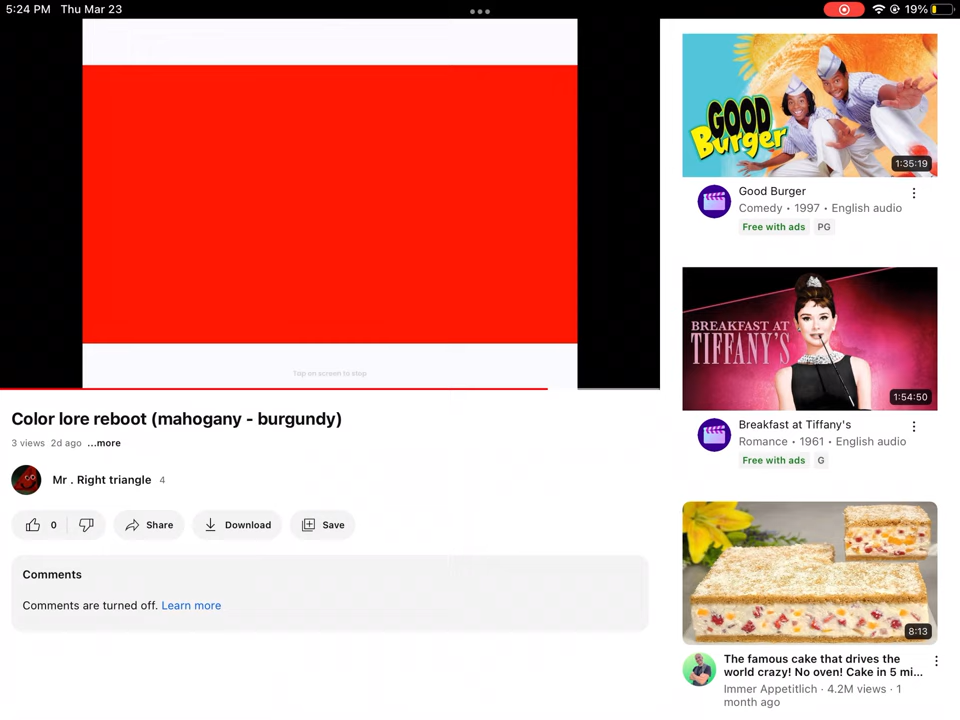 5:24 PM Thu Mar 23
19%
GOOD
Burger
1:35:19
Good Burger
Comedy • 1997 • English audio
Free with ads PG
BREAKFAST AT
TIFFANY'S
1:54:50
Breakfast at Tiffany's
Romance • 1961 • English audio
Free with ads G
8:13
The famous cake that drives the
world crazy! No oven! Cake in 5 mi...
Immer Appetitlich · 4.2M views · 1
month ago
Tap on screen to stop
Color lore reboot (mahogany - burgundy)
3 views 2d ago ...more
Mr . Right triangle 4
0 Share Download Save
Comments
Comments are turned off. Learn more